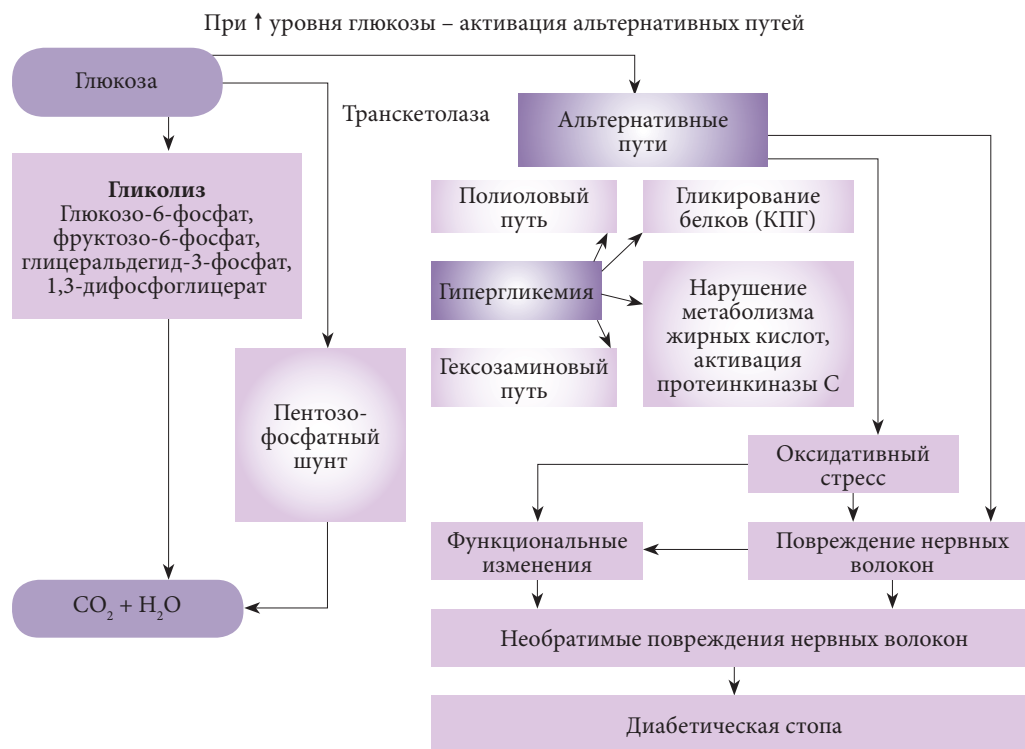 При ↑ уровня глюкозы – активация альтернативных путей
Глюкоза
Транскетолаза
Альтернативные
пути
Гликолиз
Глюкозо-6-фосфат,
фруктозо-6-фосфат,
глицеральдегид-3-фосфат,
1,3-дифосфоглицерат
Полиоловый
путь
Гликирование
белков (КПГ)
Гипергликемия
Нарушение
метаболизма
жирных кислот,
активация
протеинкиназы С
Гексозаминовый
путь
Пентозо-
фосфатный
шунт
Оксидативный
стресс
Функциональные
изменения
Повреждение нервных
волокон
CO₂ + H₂O
Необратимые повреждения нервных волокон
Диабетическая стопа